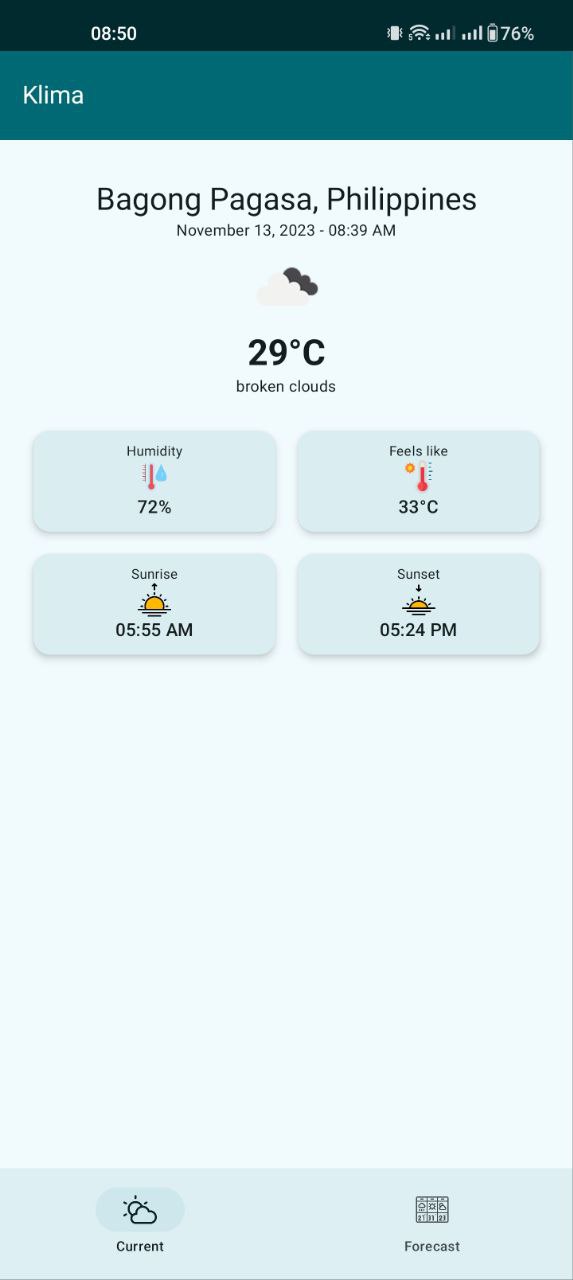 08:50
76%
Klima
Bagong Pagasa, Philippines
November 13, 2023 - 08:39 AM
29°C
broken clouds
Humidity
72%
Feels like
33°C
Sunrise
05:55 AM
Sunset
05:24 PM
Current
Forecast